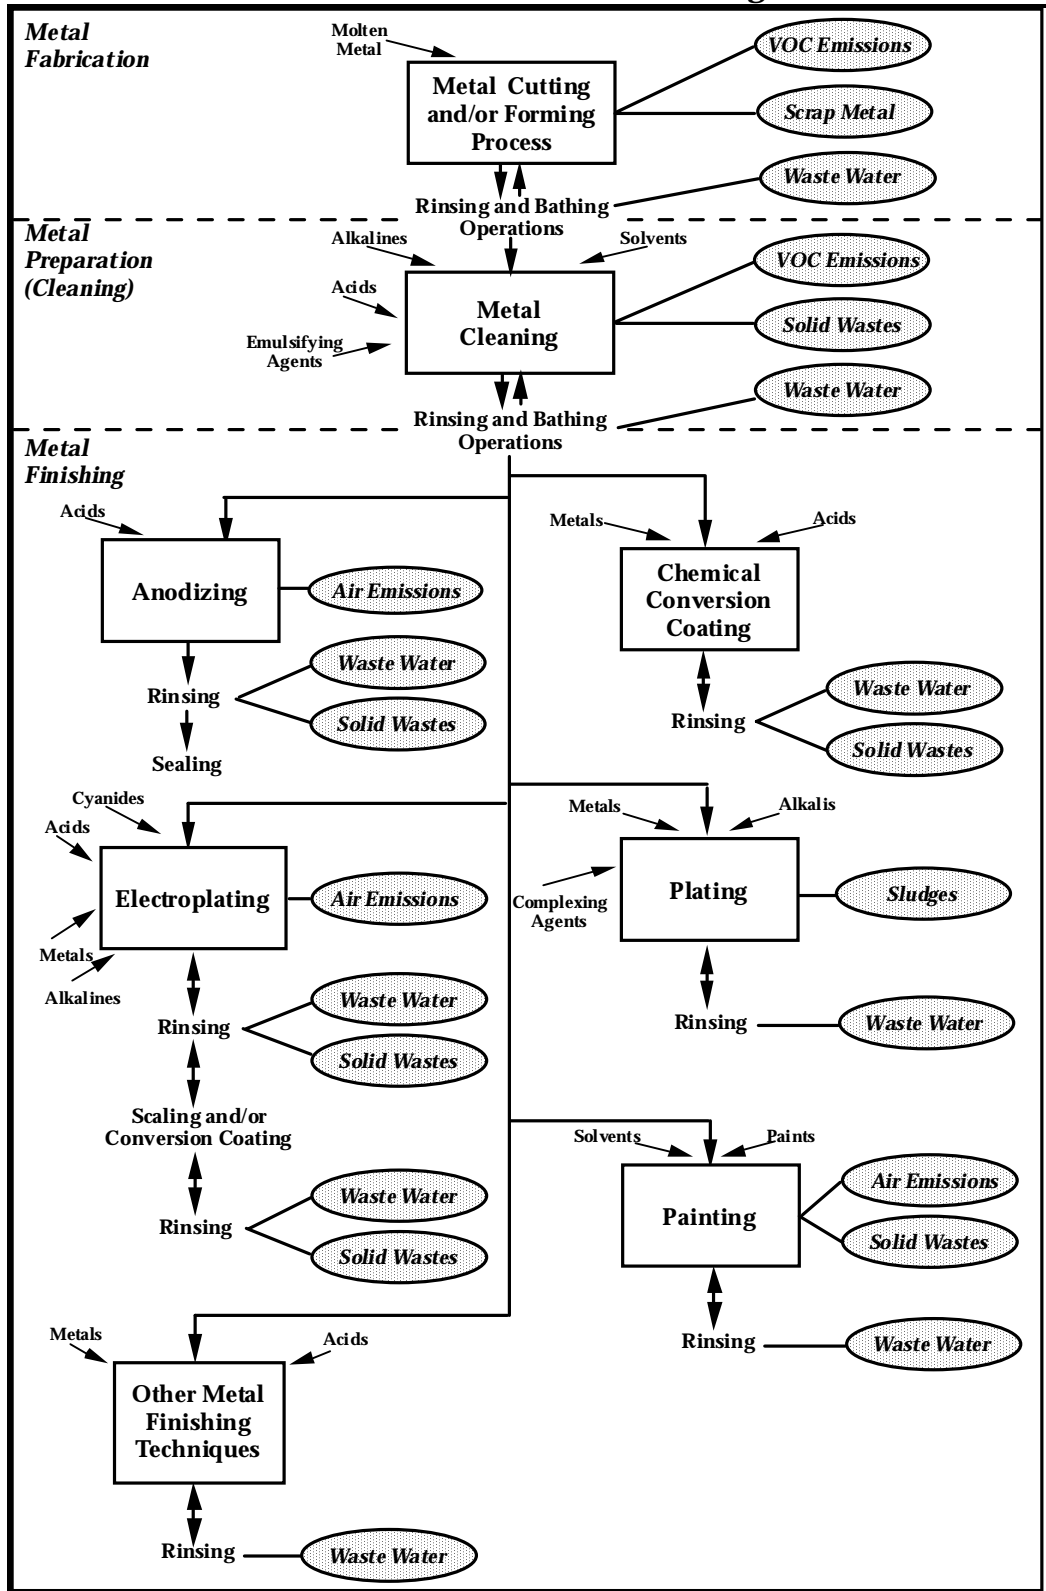 Metal
Fabrication
Molten
Metal
Metal Cutting
and/or Forming
Process
VOC Emissions
Scrap Metal
Waste Water
Rinsing and Bathing
Operations
Metal
Preparation
(Cleaning)
Alkalines
Solvents
Acids
Emulsifying
Agents
Metal
Cleaning
VOC Emissions
Solid Wastes
Waste Water
Rinsing and Bathing
Operations
Metal
Finishing
Acids
Anodizing
Air Emissions
Rinsing
Waste Water
Solid Wastes
Sealing
Metals
Acids
Chemical
Conversion
Coating
Rinsing
Waste Water
Solid Wastes
Cyanides
Acids
Electroplating
Air Emissions
Metals
Alkalines
Rinsing
Waste Water
Solid Wastes
Scaling and/or
Conversion Coating
Rinsing
Waste Water
Solid Wastes
Metals
Alkalis
Complexing
Agents
Plating
Sludges
Rinsing
Waste Water
Solvents
Paints
Painting
Air Emissions
Solid Wastes
Rinsing
Waste Water
Metals
Acids
Other Metal
Finishing
Techniques
Rinsing
Waste Water